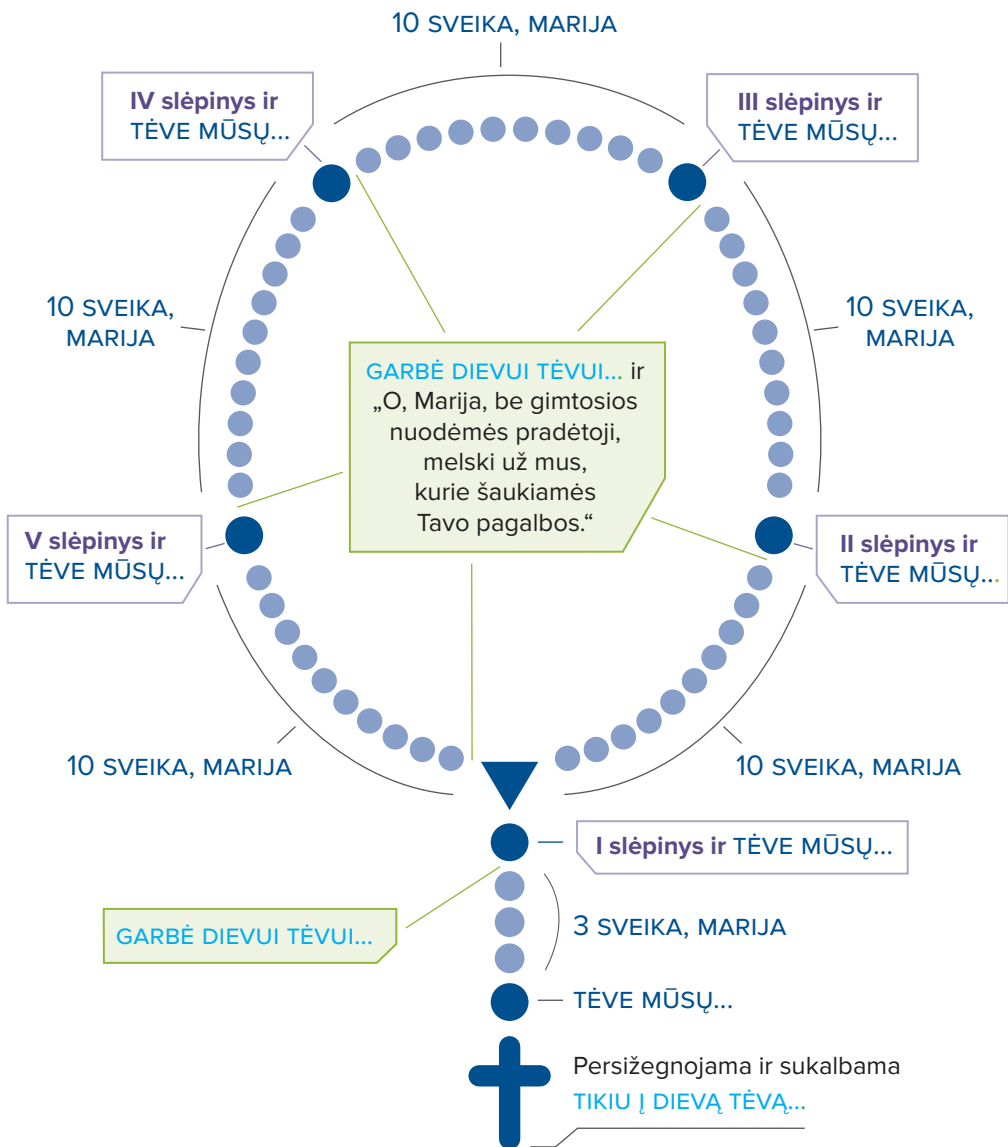 10 SVEIKA, MARIJA
IV slėpinys ir
TĖVE MŪSŲ...
III slėpinys ir
TĖVE MŪSŲ...
10 SVEIKA,
MARIJA
10 SVEIKA,
MARIJA
GARBĖ DIEVUI TĖVUI... ir
„O, Marija, be gimtosios
nuodėmės pradėtoji,
melski už mus,
kurie šaukiamės
Tavo pagalbos.“
V slėpinys ir
TĖVE MŪSŲ...
II slėpinys ir
TĖVE MŪSŲ...
10 SVEIKA, MARIJA
10 SVEIKA, MARIJA
I slėpinys ir TĖVE MŪSŲ...
GARBĖ DIEVUI TĖVUI...
3 SVEIKA, MARIJA
TĖVE MŪSŲ...
Persižegnojama ir sukalbama
TIKIU Į DIEVĄ TĖVĄ...